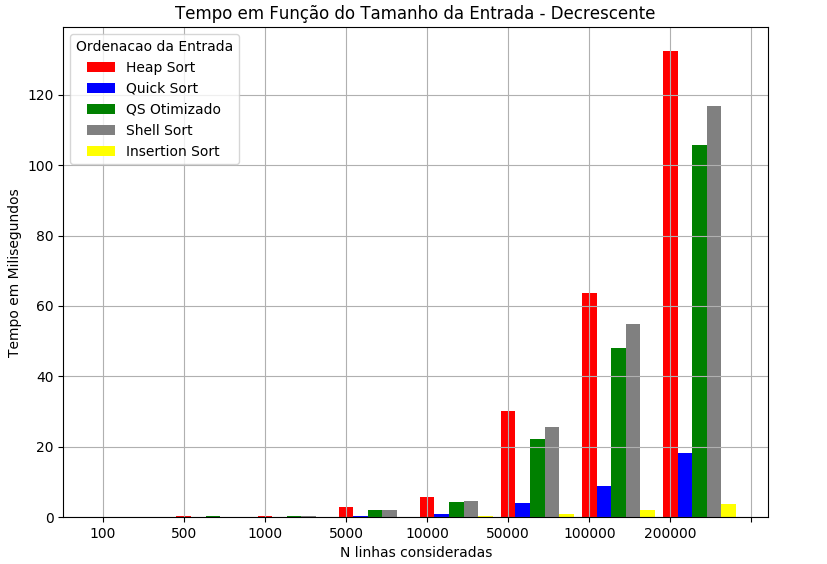 Tempo em Função do Tamanho da Entrada - Decrescente
Ordenacao da Entrada
Heap Sort
Quick Sort
QS Otimizado
Shell Sort
Insertion Sort
Tempo em Milisegundos
120
100
80
60
40
20
0
100
500
1000
5000
10000
50000
100000
200000
N linhas consideradas